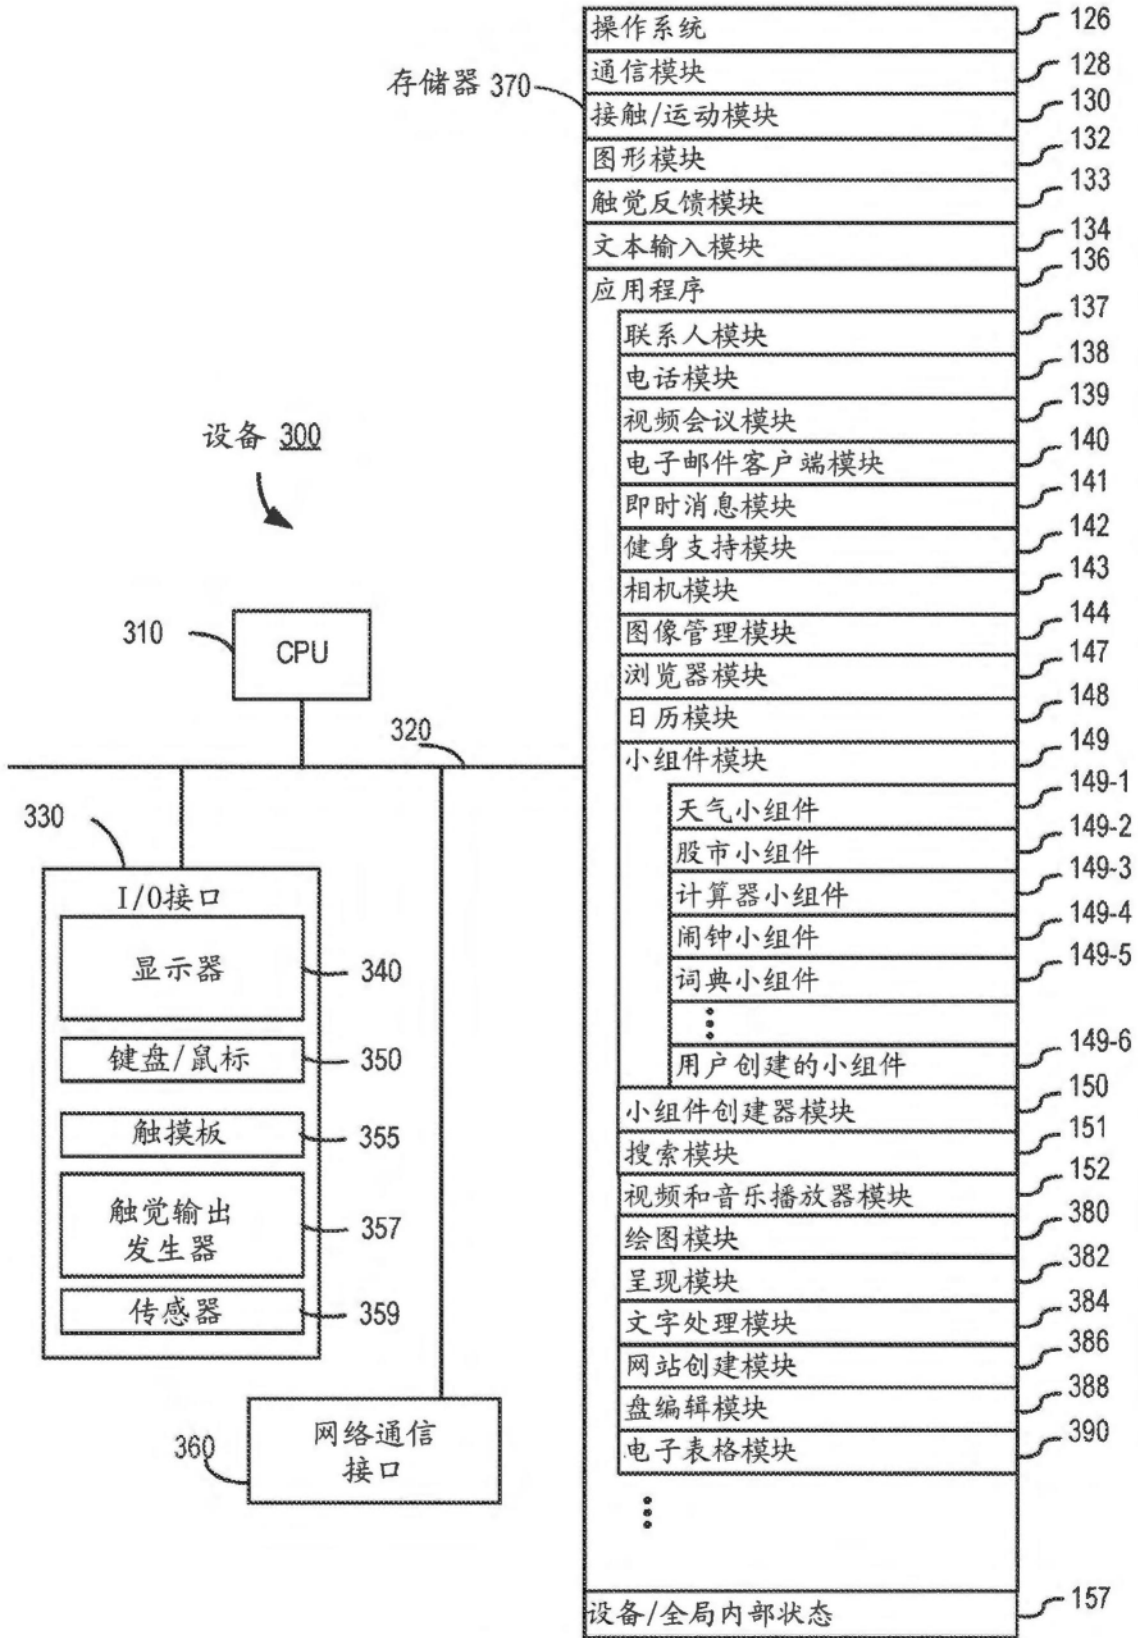 设备 300
310
CPU
320
330
I/O接口
显示器
340
键盘/鼠标
350
触摸板
355
触觉输出
发生器
357
传感器
359
网络通信
接口
360
存储器 370
操作系统 126
通信模块 128
接触/运动模块 130
图形模块 132
触觉反馈模块 133
文本输入模块 134
应用程序 136
联系人模块 137
电话模块 138
视频会议模块 139
电子邮件客户端模块 140
即时消息模块 141
健身支持模块 142
相机模块 143
图像管理模块 144
浏览器模块 147
日历模块 148
小组件模块 149
天气小组件 149-1
股市小组件 149-2
计算器小组件 149-3
闹钟小组件 149-4
词典小组件 149-5
用户创建的小组件 149-6
小组件创建器模块 150
搜索模块 151
视频和音乐播放器模块 152
绘图模块 380
呈现模块 382
文字处理模块 384
网站创建模块 386
盘编辑模块 388
电子表格模块 390
设备/全局内部状态 157